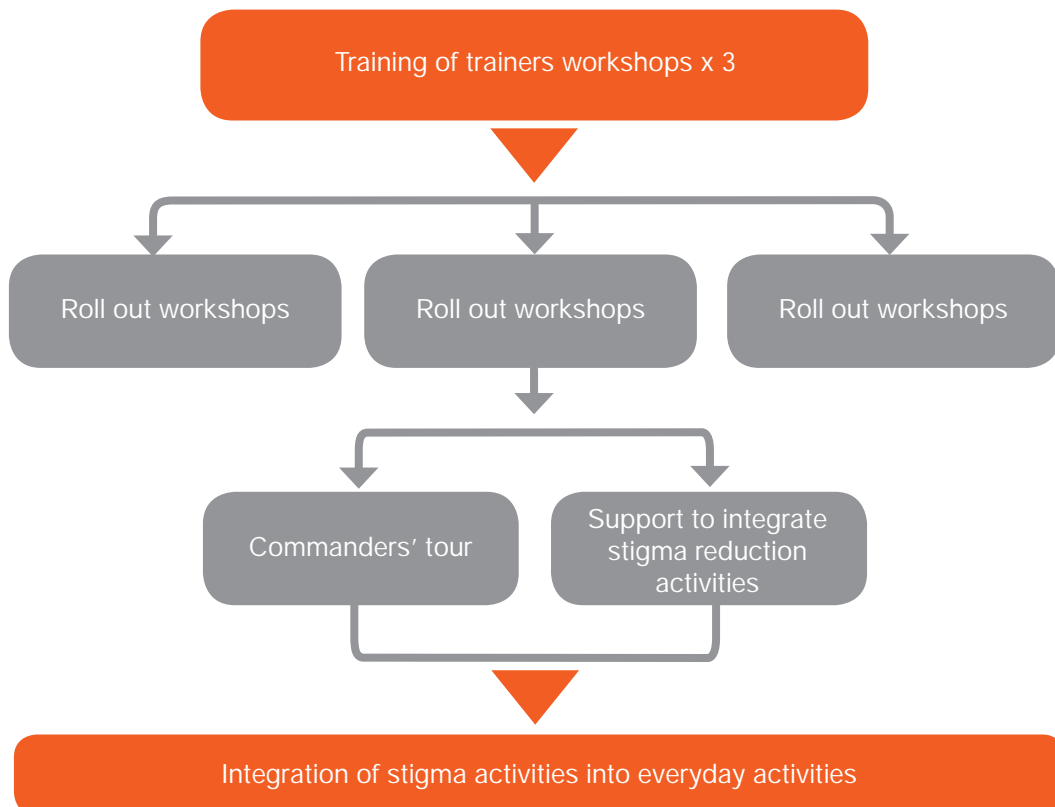 Training of trainers workshops x 3
Roll out workshops
Roll out workshops
Roll out workshops
Commanders’ tour
Support to integrate
stigma reduction
activities
Integration of stigma activities into everyday activities